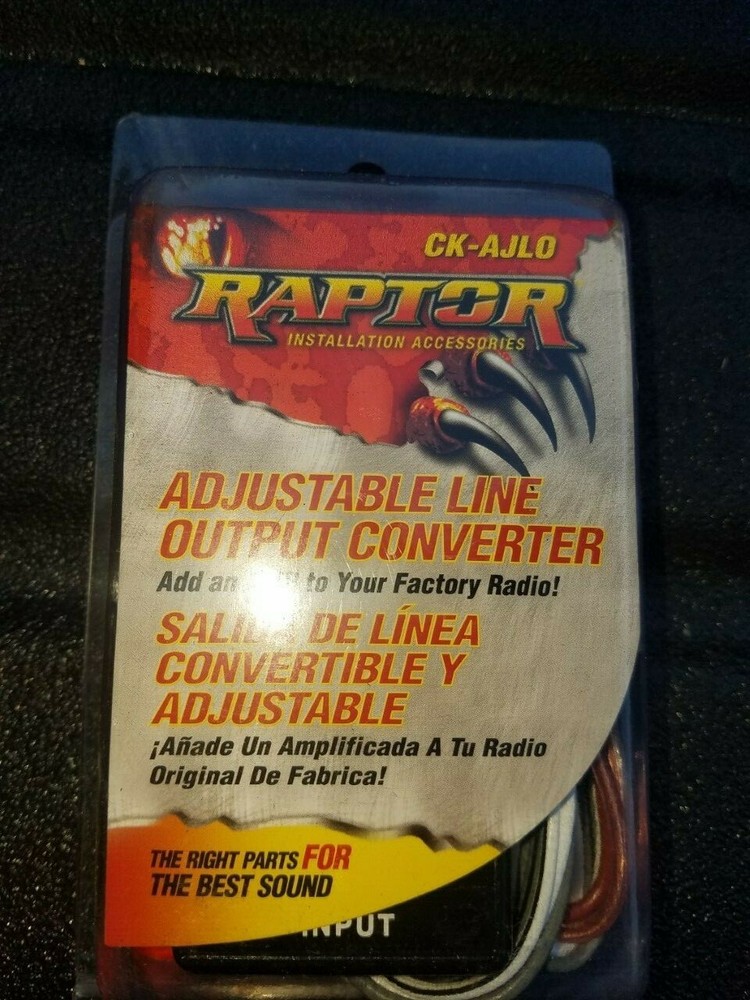 CK-AJLO
RAPTOR
INSTALLATION ACCESSORIES
ADJUSTABLE LINE
OUTPUT CONVERTER
Add an to Your Factory Radio!
SALIDA DE LÍNEA
CONVERTIBLE Y
ADJUSTABLE
¡Añade Un Amplificada A Tu Radio
Original De Fabrica!
THE RIGHT PARTS FOR
THE BEST SOUND
INPUT